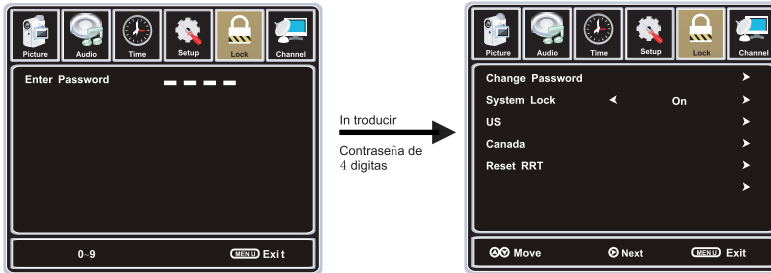 Picture Audio Time Setup Lock Channel
Enter Password
0~9 MENU Exit
In troducir
Contraseña de
4 digitas
Picture Audio Time Setup Lock Channel
Change Password
System Lock On
US
Canada
Reset RRT
Move Next MENU Exit